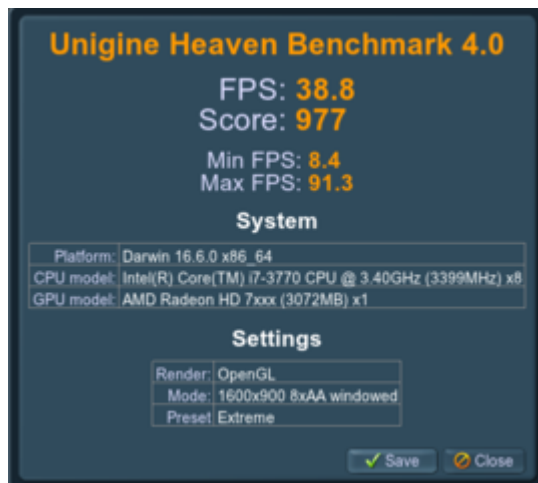 Unigine Heaven Benchmark 4.0
FPS: 38.8
Score: 977
Min FPS: 8.4
Max FPS: 91.3
System
Platform: Darwin 16.6.0 x86_64
CPU model: Intel(R) Core(TM) i7-3770 CPU @ 3.40GHz (3399MHz) x8
GPU model: AMD Radeon HD 7xxx (3072MB) x1
Settings
Render: OpenGL
Mode: 1600x900 8xAA windowed
Preset Extreme
Save Close